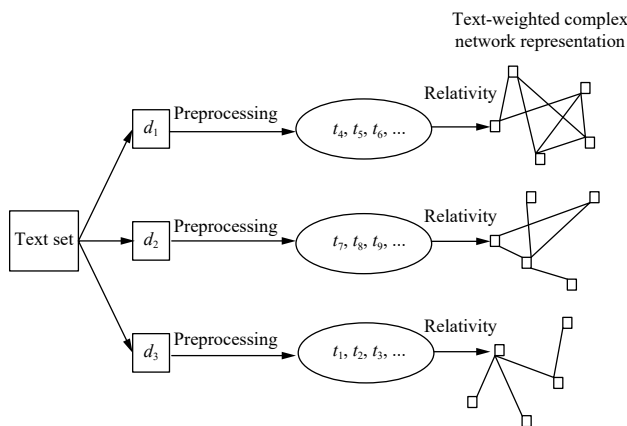 Text-weighted complex
network representation
Preprocessing
Relativity
d1
t4, t5, t6, ...
Preprocessing
Relativity
Text set
d2
t7, t8, t9, ...
Preprocessing
Relativity
d3
t1, t2, t3, ...